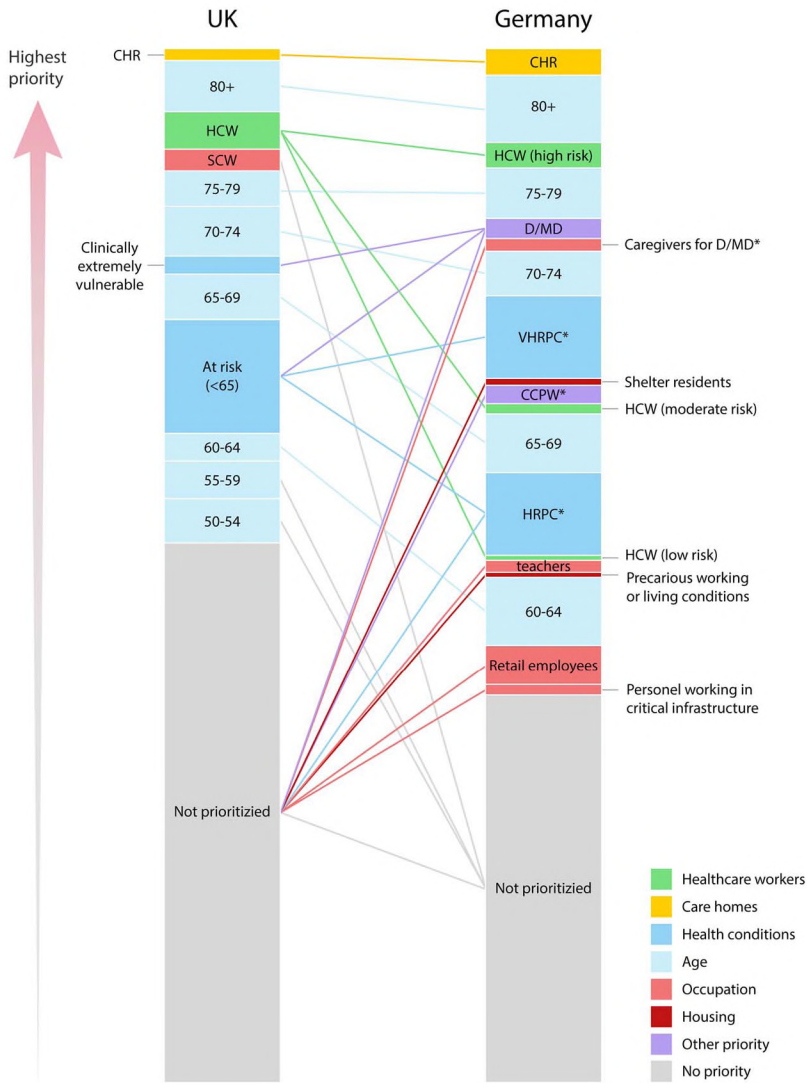 UK
Germany
Highest
priority
CHR
80+
HCW
SCW
75-79
70-74
Clinically
extremely
vulnerable
65-69
At risk
(<65)
60-64
55-59
50-54
Not prioritizied
CHR
80+
HCW (high risk)
75-79
D/MD
Caregivers for D/MD*
70-74
VHRPC*
Shelter residents
CCPW*
HCW (moderate risk)
65-69
HRPC*
HCW (low risk)
teachers
Precarious working
or living conditions
60-64
Retail employees
Personel working in
critical infrastructure
Not prioritizied
Healthcare workers
Care homes
Health conditions
Age
Occupation
Housing
Other priority
No priority